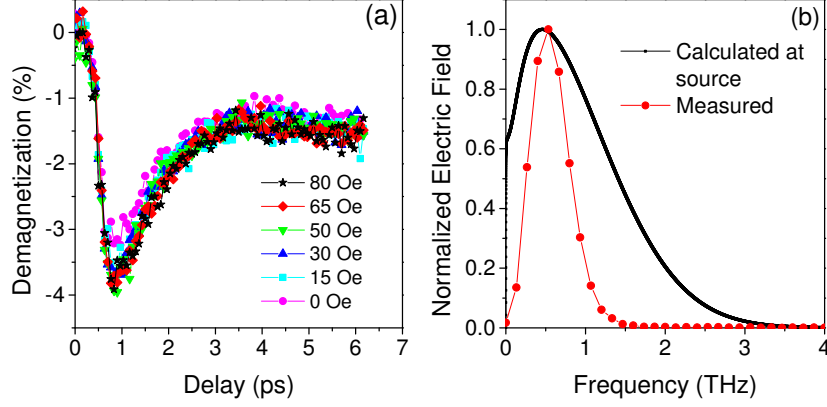 (a)
0
-1
-2
-3
-4
Demagnetization (%)
80 Oe
65 Oe
50 Oe
30 Oe
15 Oe
0 Oe
0 1 2 3 4 5 6 7
Delay (ps)
(b)
1.0
0.8
0.6
0.4
0.2
0.0
Normalized Electric Field
Calculated at
source
Measured
0 1 2 3 4
Frequency (THz)